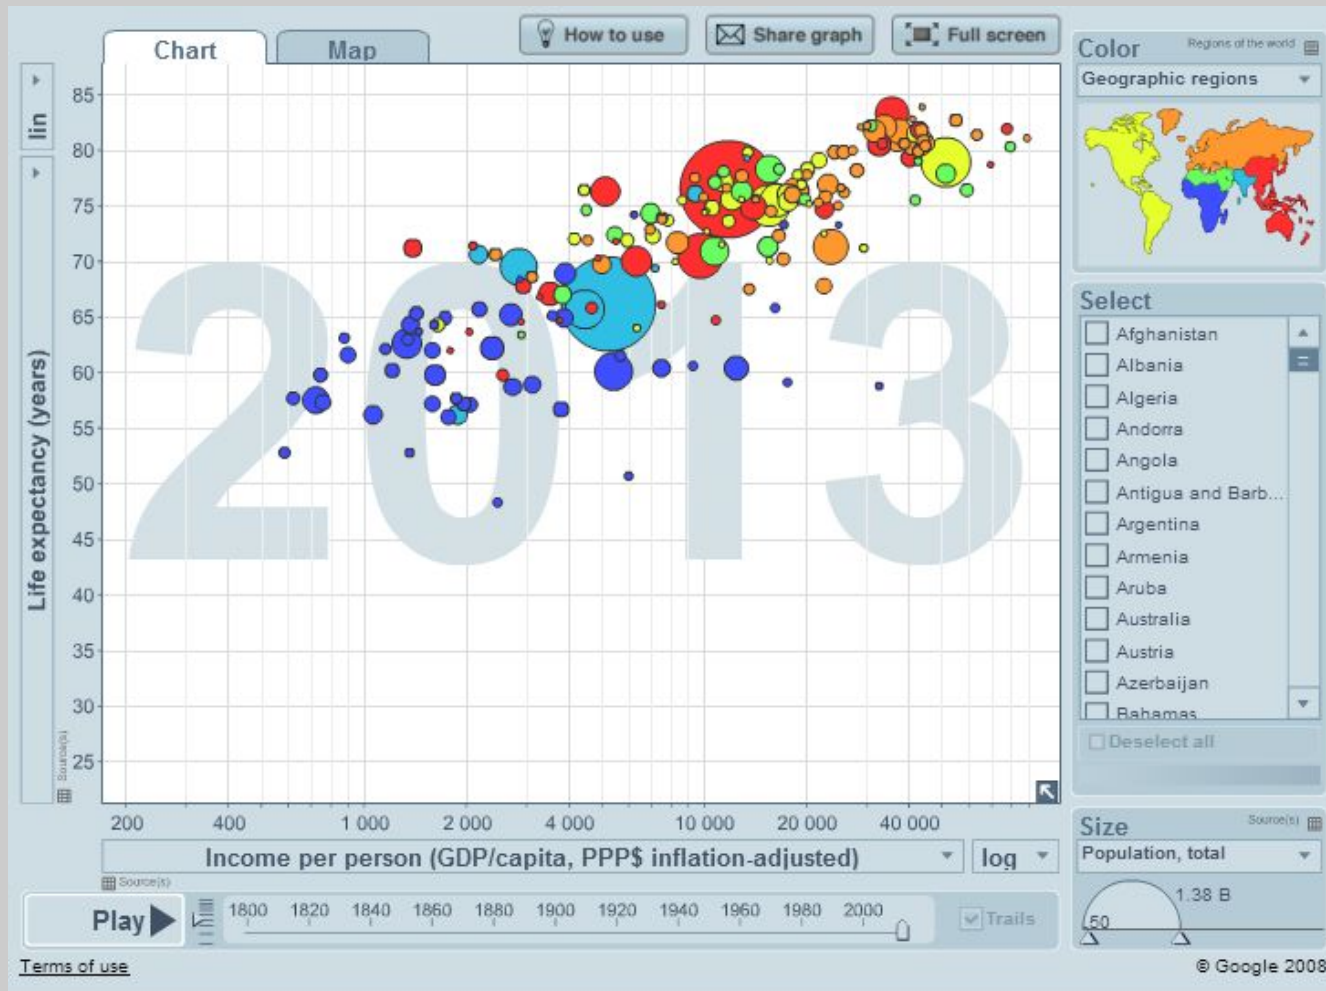 How to use
Share graph
Full screen
Chart
Map
lin
Life expectancy (years)
Source(s)
85
80
75
70
65
60
55
50
45
40
35
30
25
2013
200
400
1 000
2 000
4 000
10 000
20 000
40 000
Income per person (GDP/capita, PPP$ inflation-adjusted)
log
Source(s)
Play
1800
1820
1840
1860
1880
1900
1920
1940
1960
1980
2000
Trails
Color
Regions of the world
Geographic regions
Select
Afghanistan
Albania
Algeria
Andorra
Angola
Antigua and Barb...
Argentina
Armenia
Aruba
Australia
Austria
Azerbaijan
Bahamas
Deselect all
Size
Source(s)
Population, total
1.38 B
50
Terms of use
© Google 2008